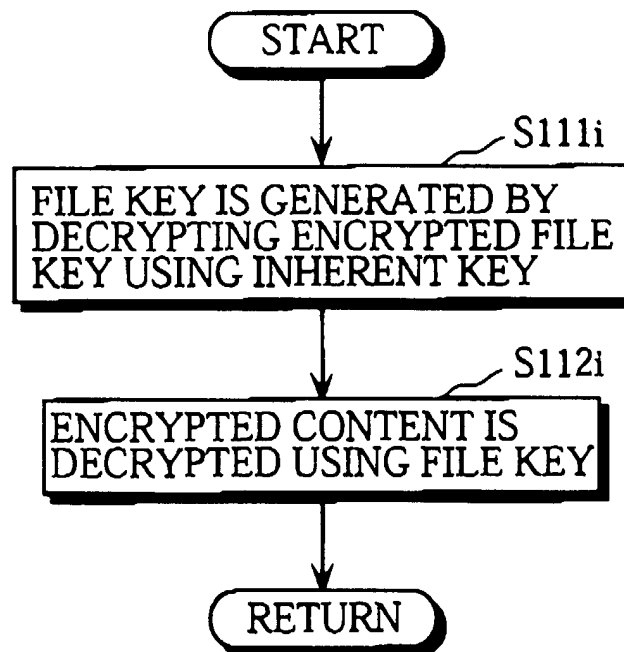 START
S111i
FILE KEY IS GENERATED BY
DECRYPTING ENCRYPTED FILE
KEY USING INHERENT KEY
S112i
ENCRYPTED CONTENT IS
DECRYPTED USING FILE KEY
RETURN